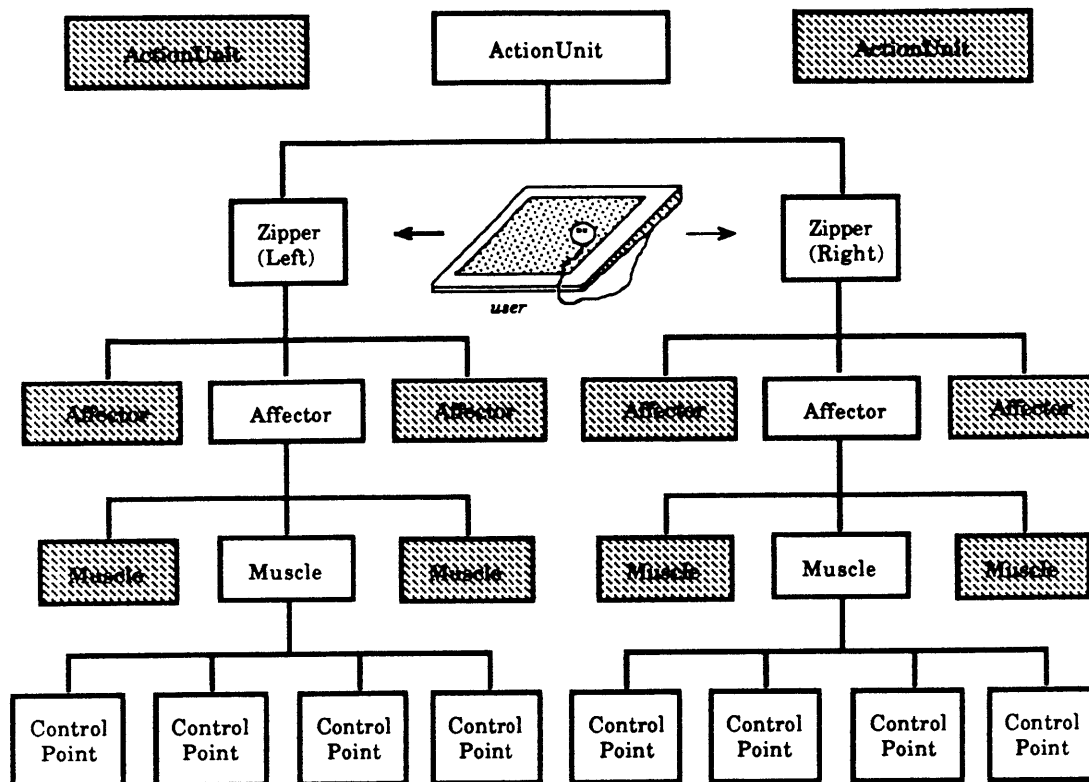 ActionUnit
ActionUnit
ActionUnit
Zipper
(Left)
user
Zipper
(Right)
Affector
Affector
Affector
Affector
Affector
Affector
Muscle
Muscle
Muscle
Muscle
Muscle
Muscle
Control
Point
Control
Point
Control
Point
Control
Point
Control
Point
Control
Point
Control
Point
Control
Point